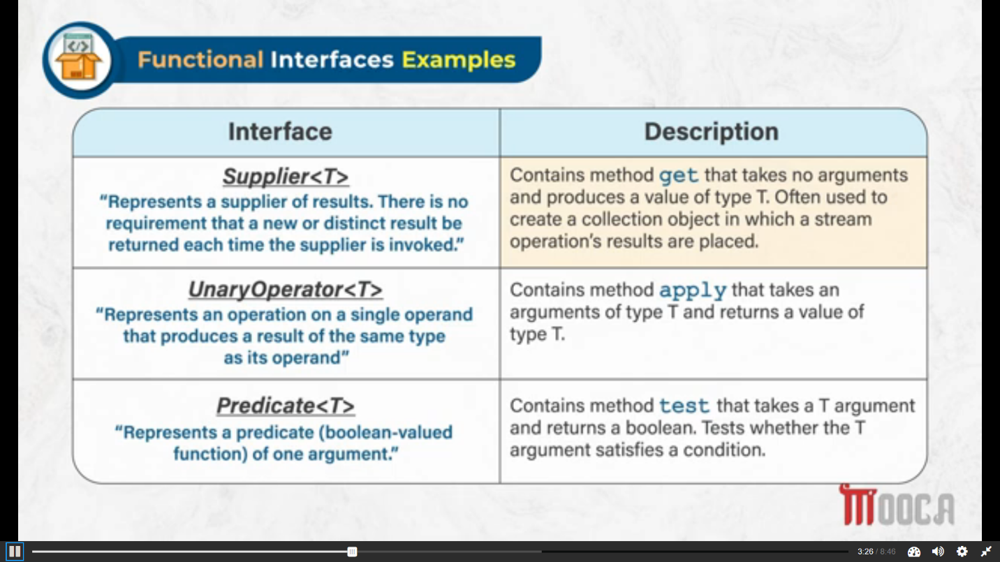 </>
Functional Interfaces Examples
Interface
Description
Supplier<T>
“Represents a supplier of results. There is no
requirement that a new or distinct result be
returned each time the supplier is invoked.”
Contains method get that takes no arguments
and produces a value of type T. Often used to
create a collection object in which a stream
operation’s results are placed.
UnaryOperator<T>
“Represents an operation on a single operand
that produces a result of the same type
as its operand”
Contains method apply that takes an
arguments of type T and returns a value of
type T.
Predicate<T>
“Represents a predicate (boolean-valued
function) of one argument.”
Contains method test that takes a T argument
and returns a boolean. Tests whether the T
argument satisfies a condition.
MOOCA
3:26 / 8:46